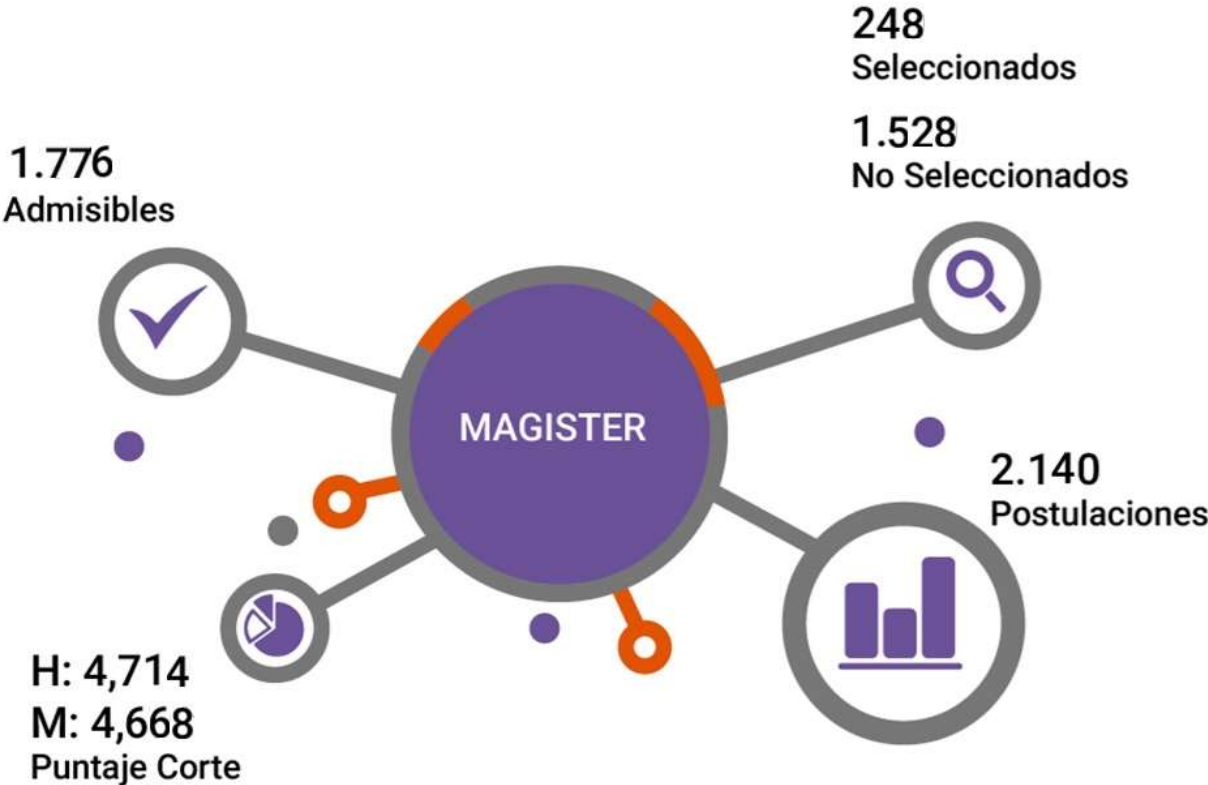 248
Seleccionados
1.528
No Seleccionados
1.776
Admisibles
MAGISTER
2.140
Postulaciones
H: 4,714
M: 4,668
Puntaje Corte